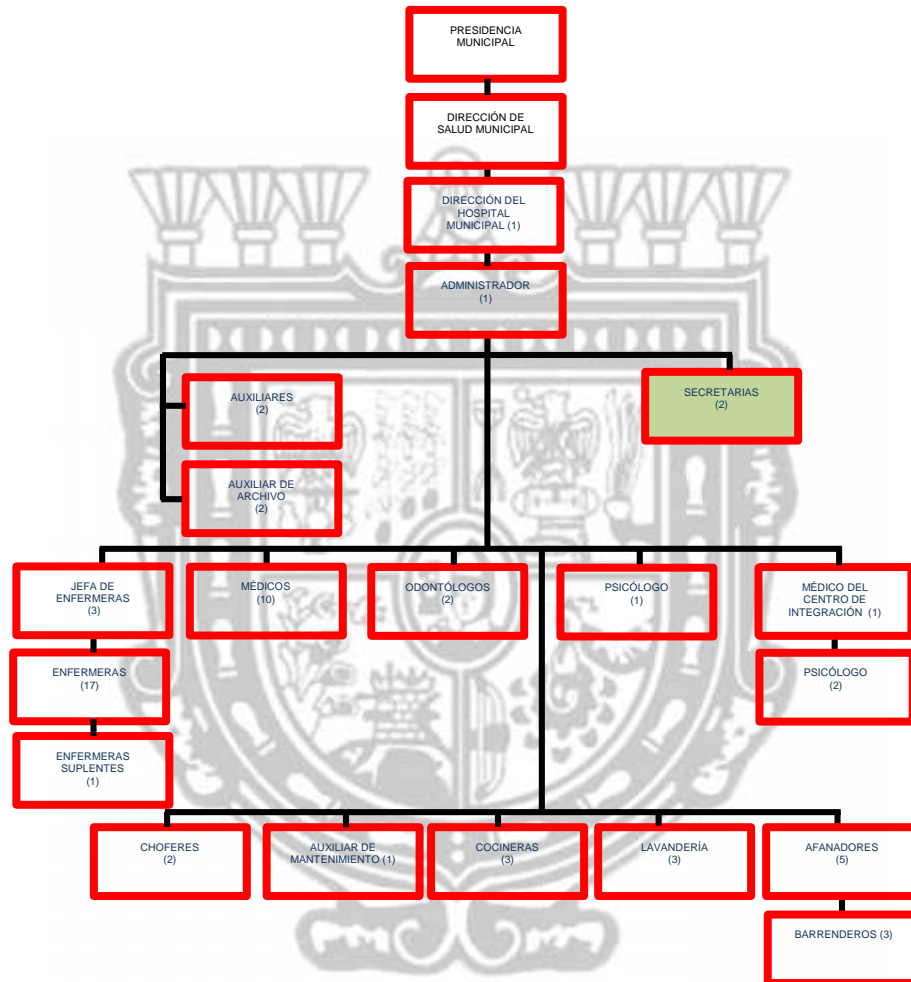 PRESIDENCIA
MUNICIPAL
DIRECCIÓN DE
SALUD MUNICIPAL
DIRECCIÓN DEL
HOSPITAL
MUNICIPAL (1)
ADMINISTRADOR
(1)
AUXILIARES
(2)
SECRETARIAS
(2)
AUXILIAR DE
ARCHIVO
(2)
JEFA DE
ENFERMERAS
(3)
MÉDICOS
(10)
ODONTÓLOGOS
(2)
PSICÓLOGO
(1)
MÉDICO DEL
CENTRO DE
INTEGRACIÓN (1)
ENFERMERAS
(17)
PSICÓLOGO
(2)
ENFERMERAS
SUPLENTES
(1)
CHOFERES
(2)
AUXILIAR DE
MANTENIMIENTO (1)
COCINERAS
(3)
LAVANDERÍA
(3)
AFANADORES
(5)
BARRENDEROS (3)